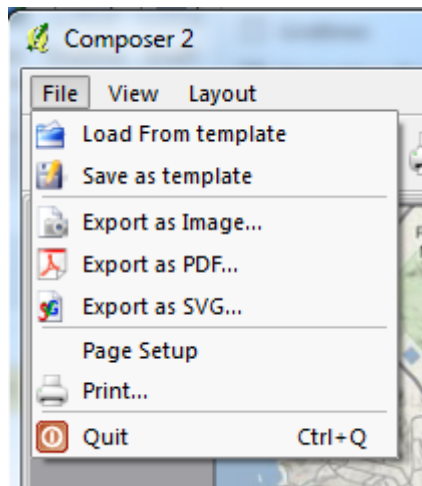 Composer 2
File View Layout
Load From template
Save as template
Export as Image...
Export as PDF...
Export as SVG...
Page Setup
Print...
Quit Ctrl+Q